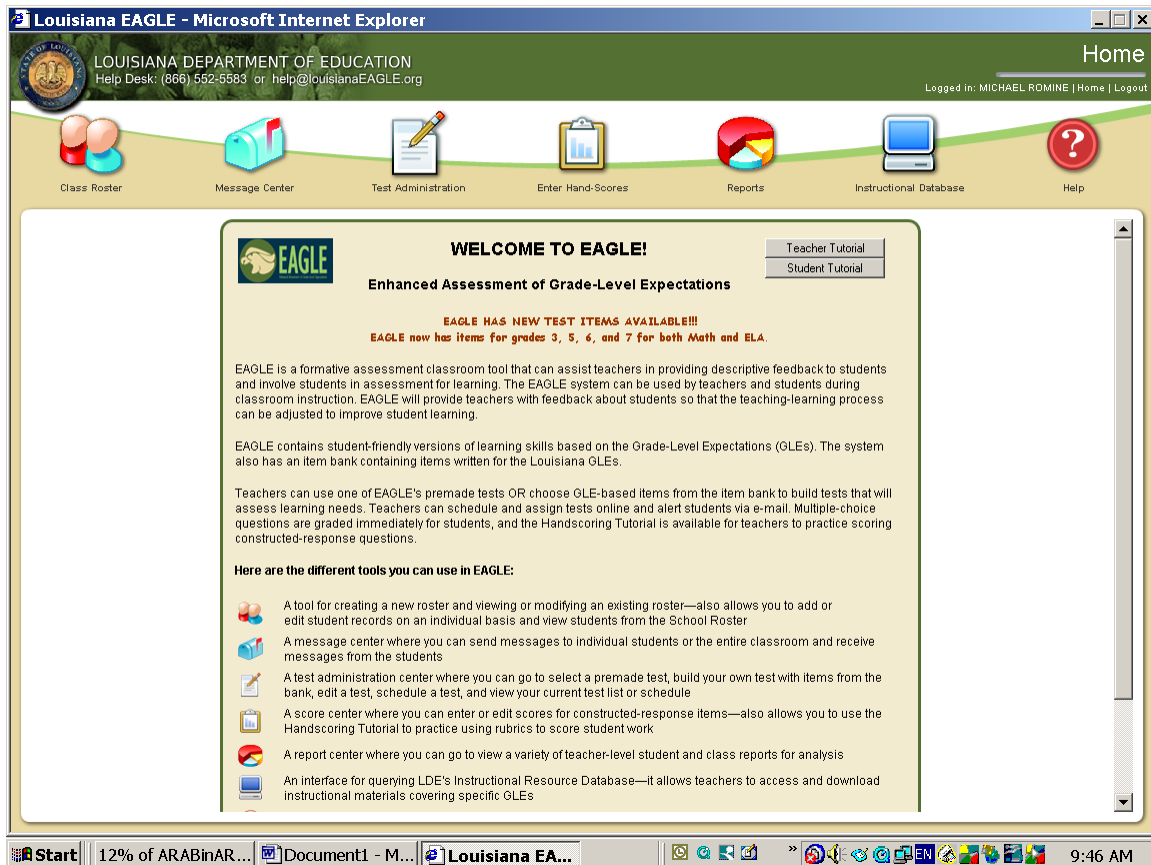 Louisiana EAGLE - Microsoft Internet Explorer
LOUISIANA DEPARTMENT OF EDUCATION
Help Desk: (866) 552-5583 or help@louisianaEAGLE.org
Home
Logged in: MICHAEL ROMINE | Home | Logout
Class Roster
Message Center
Test Administration
Enter Hand-Scores
Reports
Instructional Database
Help
EAGLE
WELCOME TO EAGLE!
Teacher Tutorial
Student Tutorial
Enhanced Assessment of Grade-Level Expectations
EAGLE HAS NEW TEST ITEMS AVAILABLE!!!
EAGLE now has items for grades 3, 5, 6, and 7 for both Math and ELA.
EAGLE is a formative assessment classroom tool that can assist teachers in providing descriptive feedback to students
and involve students in assessment for learning. The EAGLE system can be used by teachers and students during
classroom instruction. EAGLE will provide teachers with feedback about students so that the teaching-learning process
can be adjusted to improve student learning.
EAGLE contains student-friendly versions of learning skills based on the Grade-Level Expectations (GLEs). The system
also has an item bank containing items written for the Louisiana GLEs.
Teachers can use one of EAGLE's premade tests OR choose GLE-based items from the item bank to build tests that will
assess learning needs. Teachers can schedule and assign tests online and alert students via e-mail. Multiple-choice
questions are graded immediately for students, and the Handscoring Tutorial is available for teachers to practice scoring
constructed-response questions.
Here are the different tools you can use in EAGLE:
A tool for creating a new roster and viewing or modifying an existing roster—also allows you to add or
edit student records on an individual basis and view students from the School Roster
A message center where you can send messages to individual students or the entire classroom and receive
messages from the students
A test administration center where you can go to select a premade test, build your own test with items from the
bank, edit a test, schedule a test, and view your current test list or schedule
A score center where you can enter or edit scores for constructed-response items—also allows you to use the
Handscoring Tutorial to practice using rubrics to score student work
A report center where you can go to view a variety of teacher-level student and class reports for analysis
An interface for querying LDE's Instructional Resource Database—it allows teachers to access and download
instructional materials covering specific GLEs
Start
12% of ARABinAR...
Document1 - M...
Louisiana EA...
EN
9:46 AM